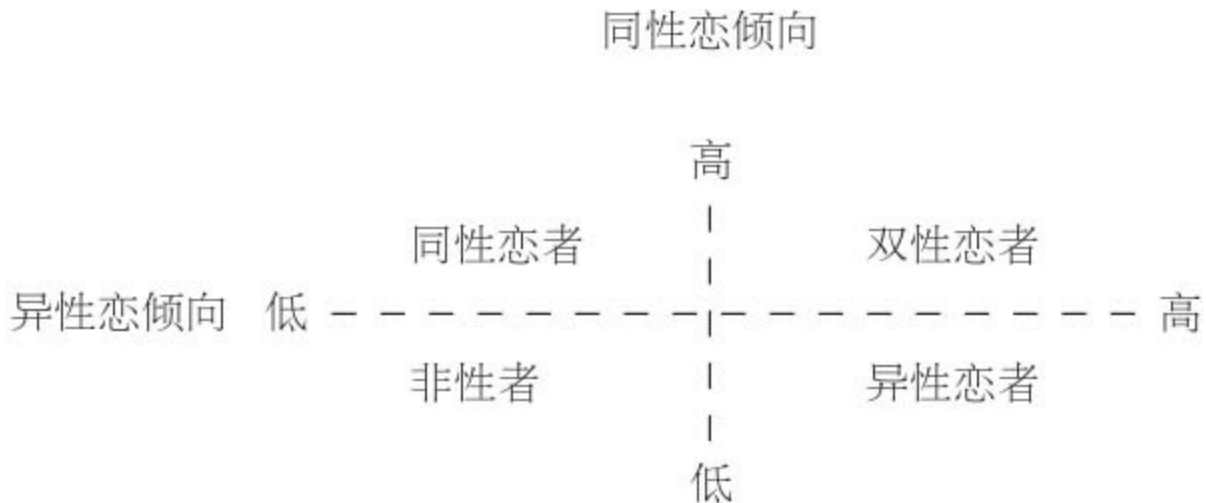 同性恋倾向
高
同性恋者 双性恋者
异性恋倾向 低 高
非性者 异性恋者
低